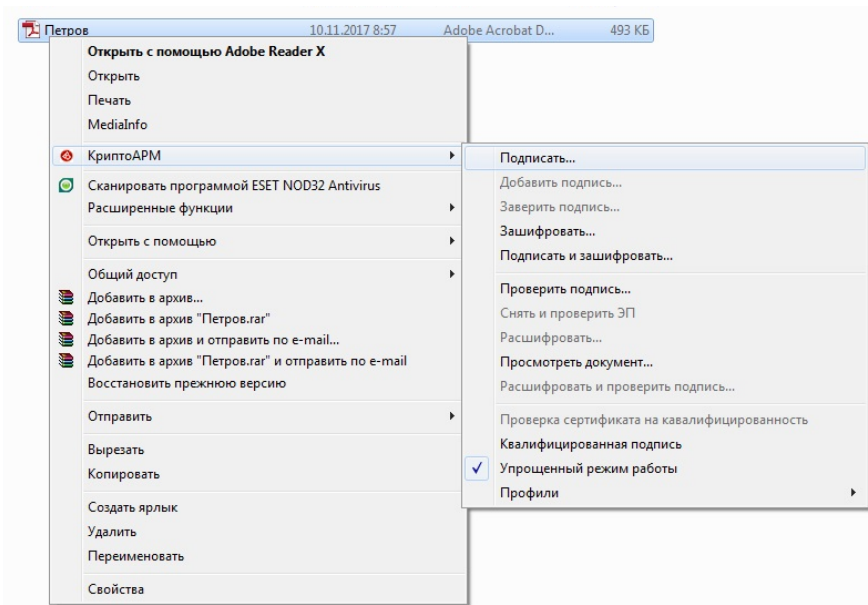 Петров 10.11.2017 8:57 Adobe Acrobat D... 493 КБ
Открыть с помощью Adobe Reader X
Открыть
Печать
MediaInfo
КриптоАРМ
Сканировать программой ESET NOD32 Antivirus
Расширенные функции
Открыть с помощью
Общий доступ
Добавить в архив...
Добавить в архив "Петров.rar"
Добавить в архив и отправить по e-mail...
Добавить в архив "Петров.rar" и отправить по e-mail
Восстановить прежнюю версию
Отправить
Вырезать
Копировать
Создать ярлык
Удалить
Переименовать
Свойства
Подписать...
Добавить подпись...
Заверить подпись...
Зашифровать...
Подписать и зашифровать...
Проверить подпись...
Снять и проверить ЭП
Расшифровать...
Просмотреть документ...
Расшифровать и проверить подпись...
Проверка сертификата на кавалифицированность
Квалифицированная подпись
Упрощенный режим работы
Профили